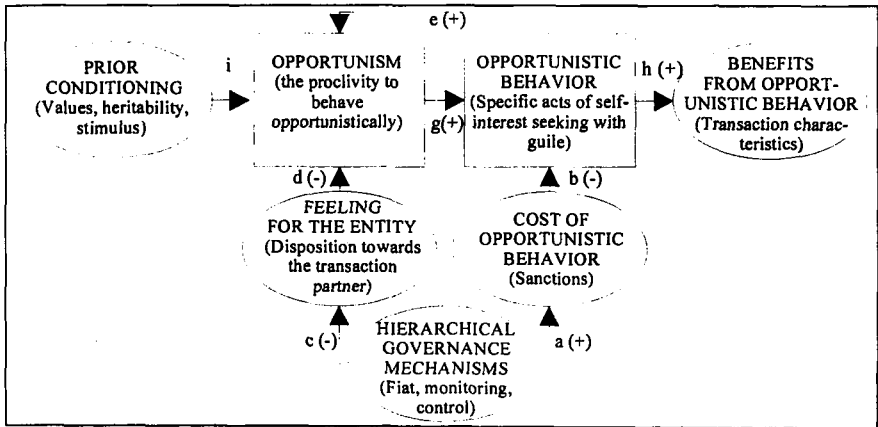 e (+)
PRIOR
CONDITIONING
(Values, heritability,
stimulus)
i
OPPORTUNISM
(the proclivity to
behave
opportunistically)
g(+)
OPPORTUNISTIC
BEHAVIOR
(Specific acts of self-
interest seeking with
guile)
h (+)
BENEFITS
FROM OPPORT-
UNISTIC BEHAVIOR
(Transaction charac-
teristics)
d (-)
b (-)
FEELING
FOR THE ENTITY
(Disposition towards
the transaction
partner)
COST OF
OPPORTUNISTIC
BEHAVIOR
(Sanctions)
c (-)
HIERARCHICAL
GOVERNANCE
MECHANISMS
(Fiat, monitoring,
control)
a (+)